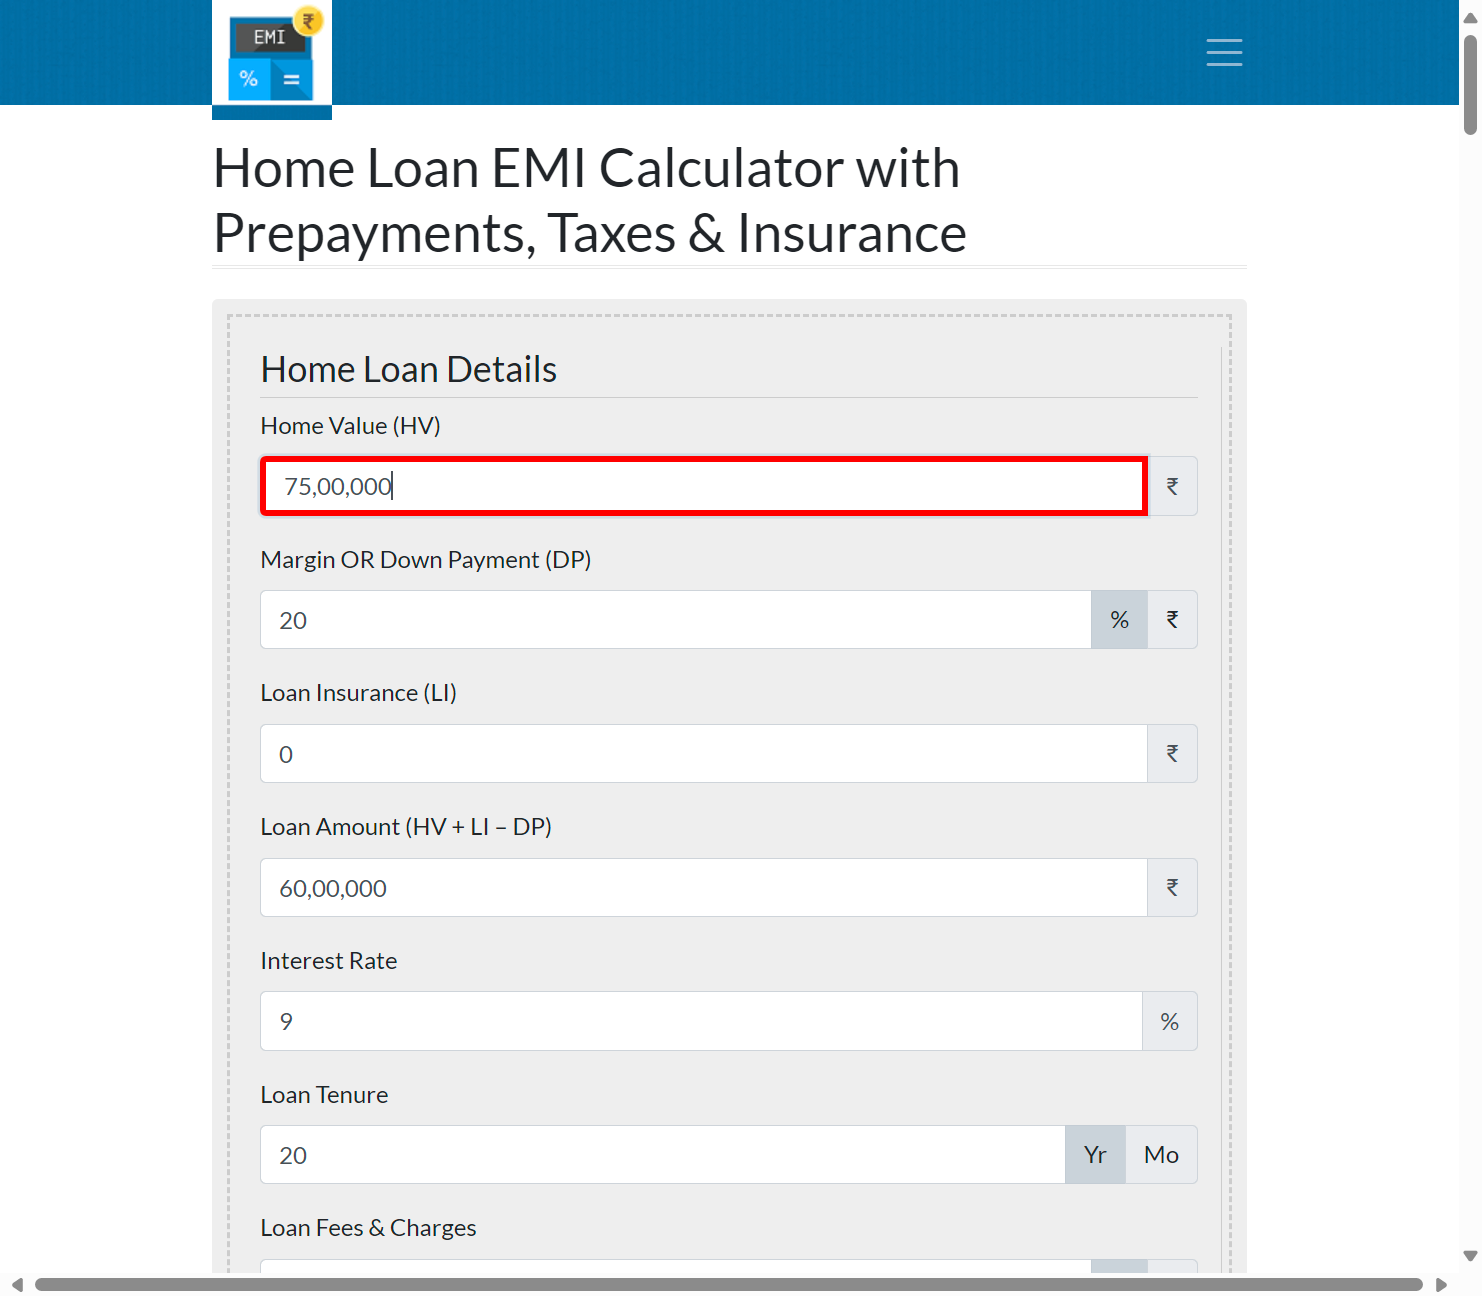 EMI
₹
% =
Home Loan EMI Calculator with
Prepayments, Taxes & Insurance
Home Loan Details
Home Value (HV)
75,00,000 ₹
Margin OR Down Payment (DP)
20 % ₹
Loan Insurance (LI)
0 ₹
Loan Amount (HV + LI – DP)
60,00,000 ₹
Interest Rate
9 %
Loan Tenure
20 Yr Mo
Loan Fees & Charges